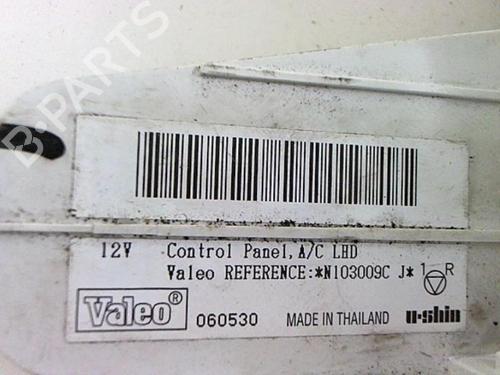 B-PARTS
12V Control Panel, A/C LHD
Valeo REFERENCE:*N103009C J* 1 R
Valeo® 060530 MADE IN THAILAND u-shin